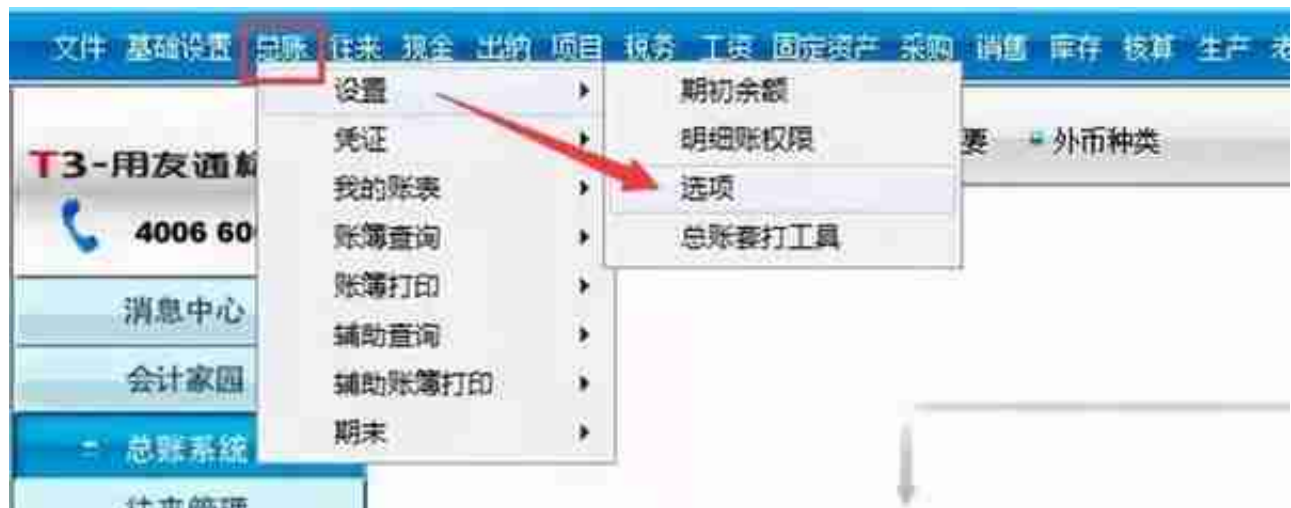 文件 基础设置 总账 往来 现金 出纳 项目 税务 工资 固定资产 采购 销售 库存 核算 生产
设置
期初余额
凭证
明细账权限
外币种类
T3-用友通
我的账表
选项
4006 60
账簿查询
总账套打工具
账簿打印
消息中心
辅助查询
会计家园
辅助账簿打印
期末
总账系统
往来管理